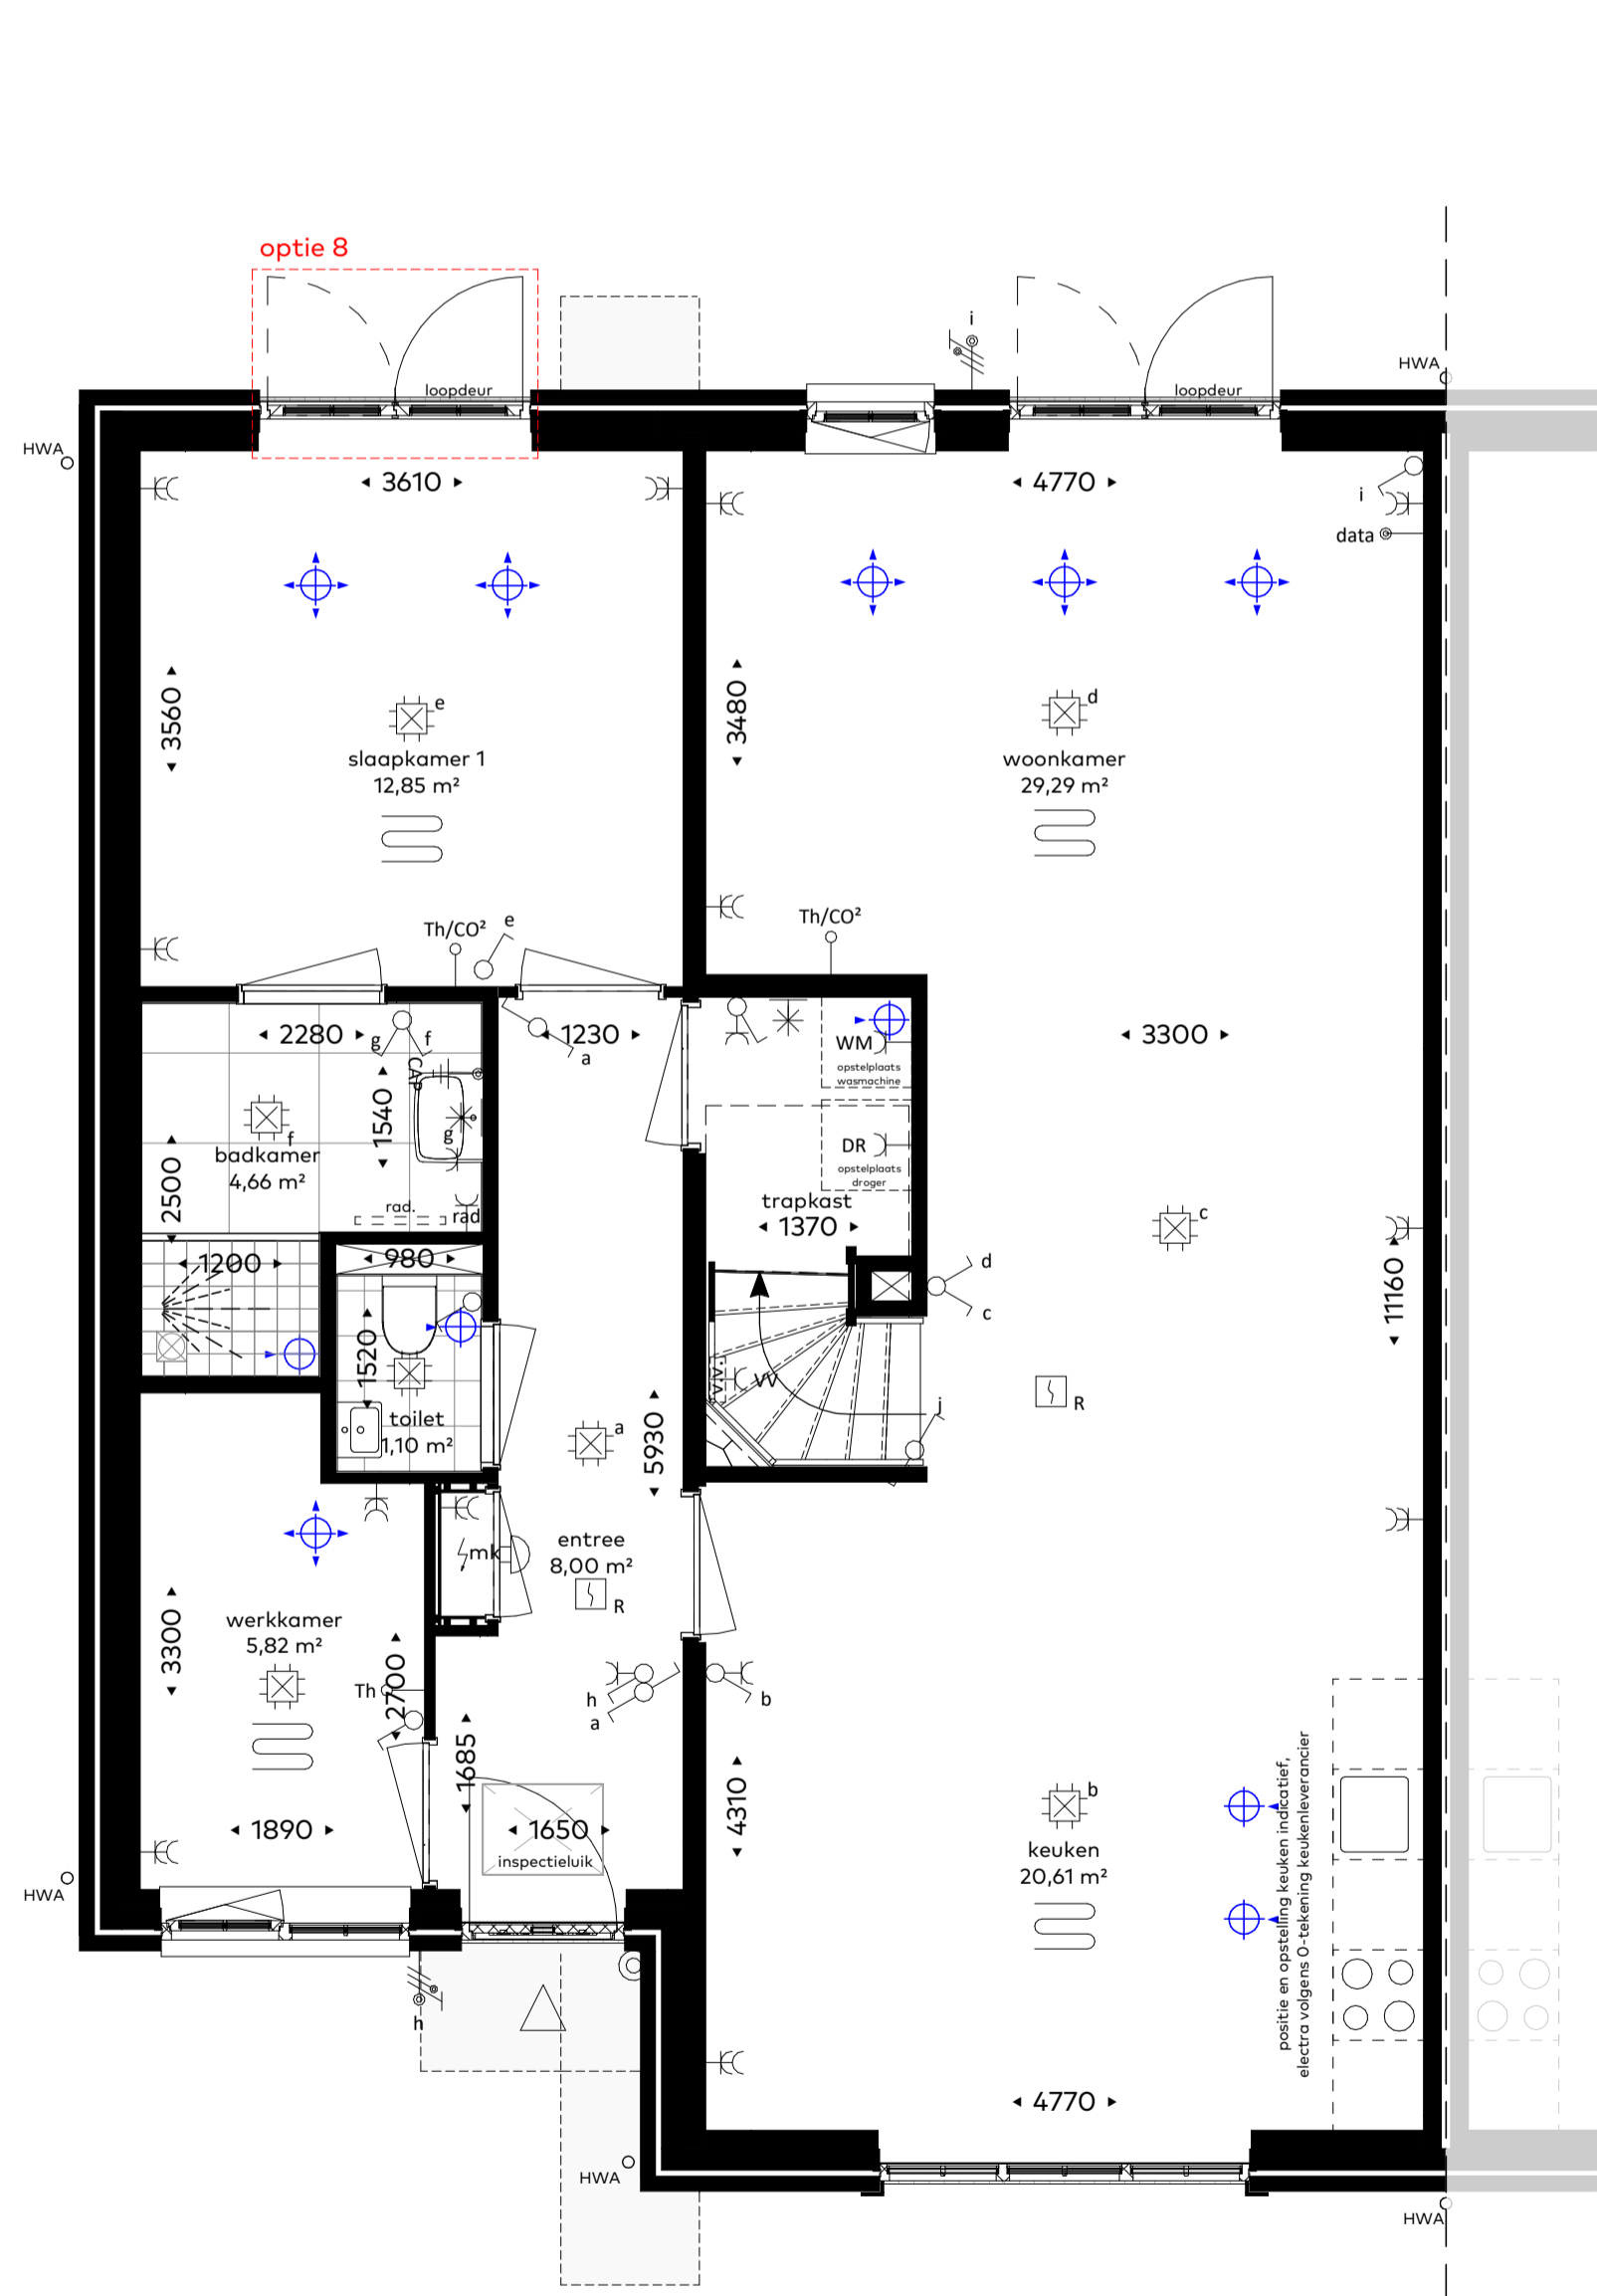 optie 8
i
HWA
loopdeur
loopdeur
HWA
3610
4770
i
data
3560
3480
e
d
slaapkamer 1
12,85 m²
woonkamer
29,29 m²
Th/CO²
e
Th/CO²
2280
g
f
1230
a
3300
WM
opstelplaats
wasmachine
CAP
1540
g
f
badkamer
4,66 m²
2500
DR
opstelplaats
droger
rad.
rad
trapkast
1370
c
1200
980
d
c
11160
1520
VV
j
R
toilet
1,10 m²
a
5930
mk
entree
8,00 m²
R
werkkamer
5,82 m²
3300
2700
Th
h
a
b
1685
4310
b
1890
1650
inspectieluik
keuken
20,61 m²
positie en opstelling keuken indicatief,
electra volgens 0-tekening keukenleverancier
HWA
h
4770
HWA
HWA